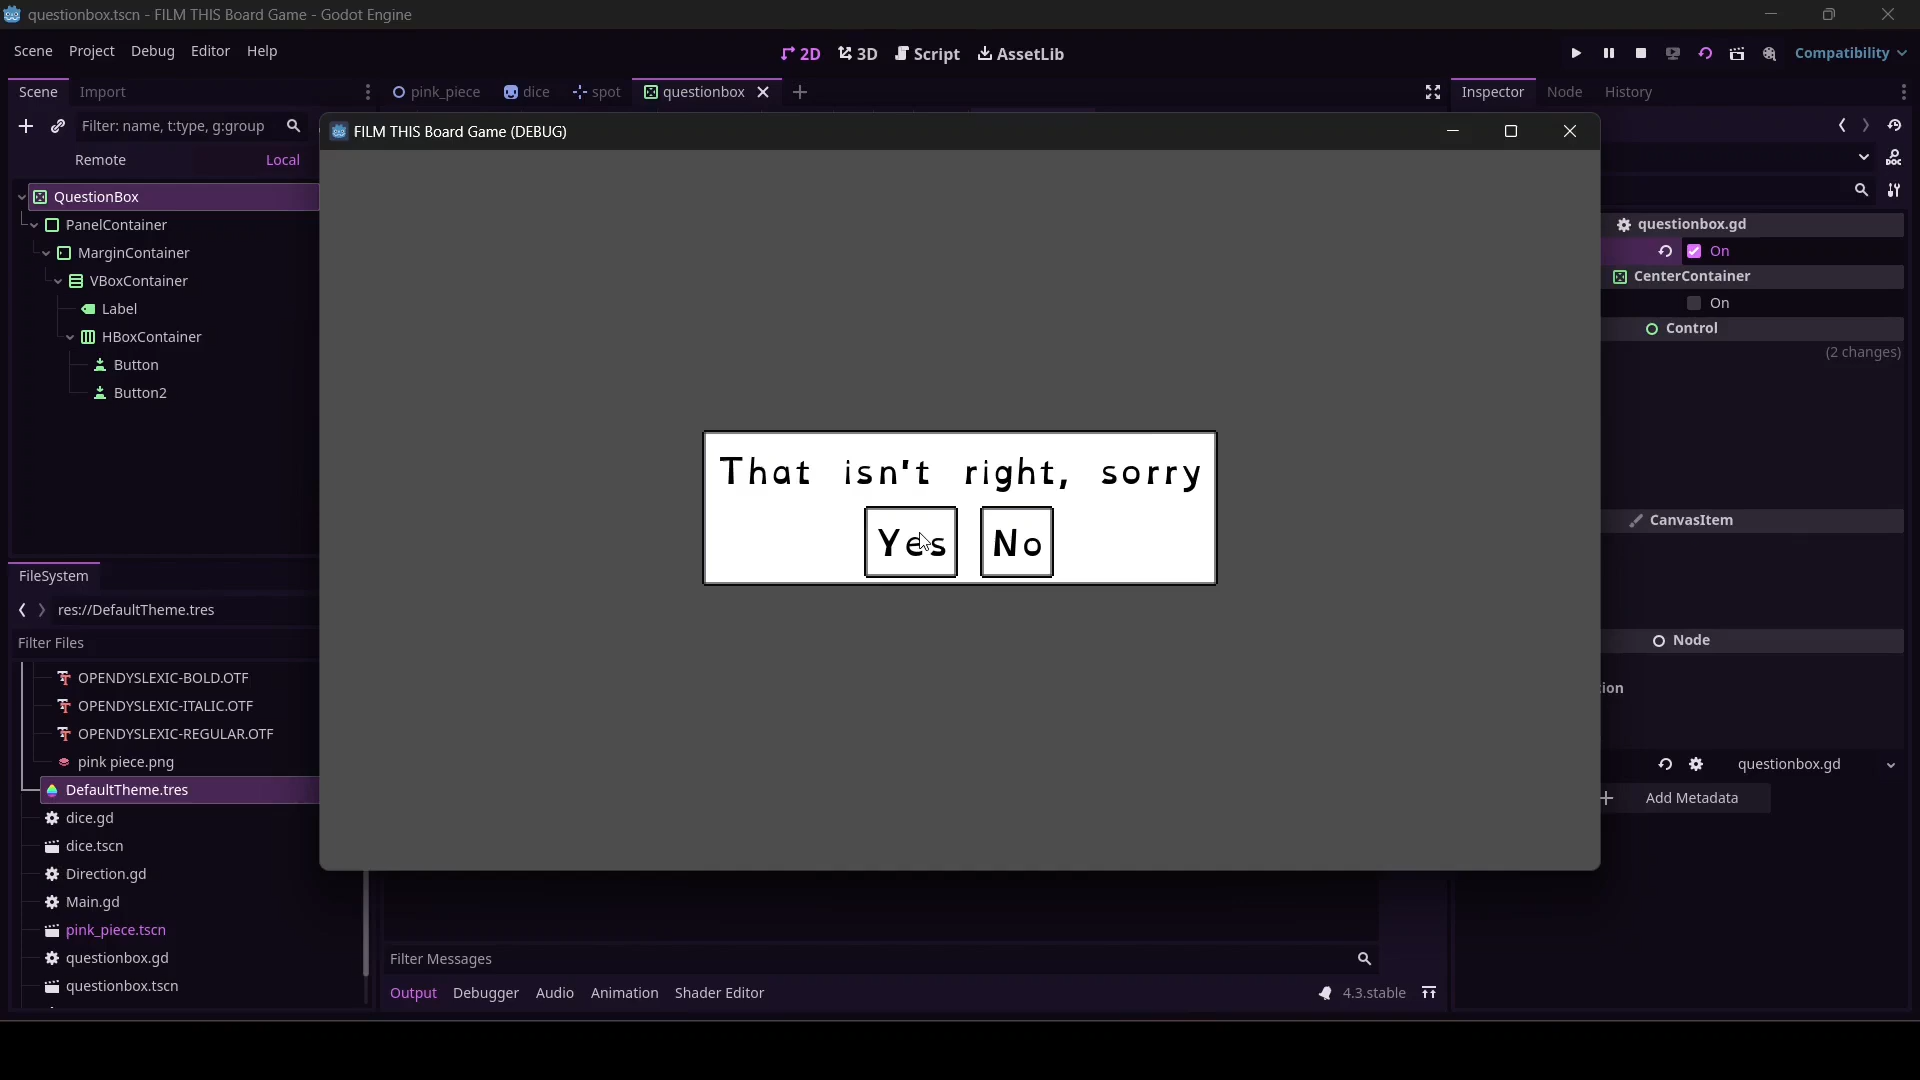 questionbox.tscn - FILM THIS Board Game - Godot Engine
Scene Project Debug Editor Help
2D 3D Script AssetLib
Compatibility
Scene Import
pink_piece dice spot questionbox
Inspector Node History
Filter: name, t:type, g:group
FILM THIS Board Game (DEBUG)
Remote Local
QuestionBox
PanelContainer
MarginContainer
VBoxContainer
Label
HBoxContainer
Button
Button2
That isn't right, sorry
Yes No
questionbox.gd
On
CenterContainer
On
Control
(2 changes)
CanvasItem
Node
questionbox.gd
Add Metadata
FileSystem
res://DefaultTheme.tres
Filter Files
OPENDYSLEXIC-BOLD.OTF
OPENDYSLEXIC-ITALIC.OTF
OPENDYSLEXIC-REGULAR.OTF
pink piece.png
DefaultTheme.tres
dice.gd
dice.tscn
Direction.gd
Main.gd
pink_piece.tscn
questionbox.gd
questionbox.tscn
Filter Messages
Output Debugger Audio Animation Shader Editor
4.3.stable